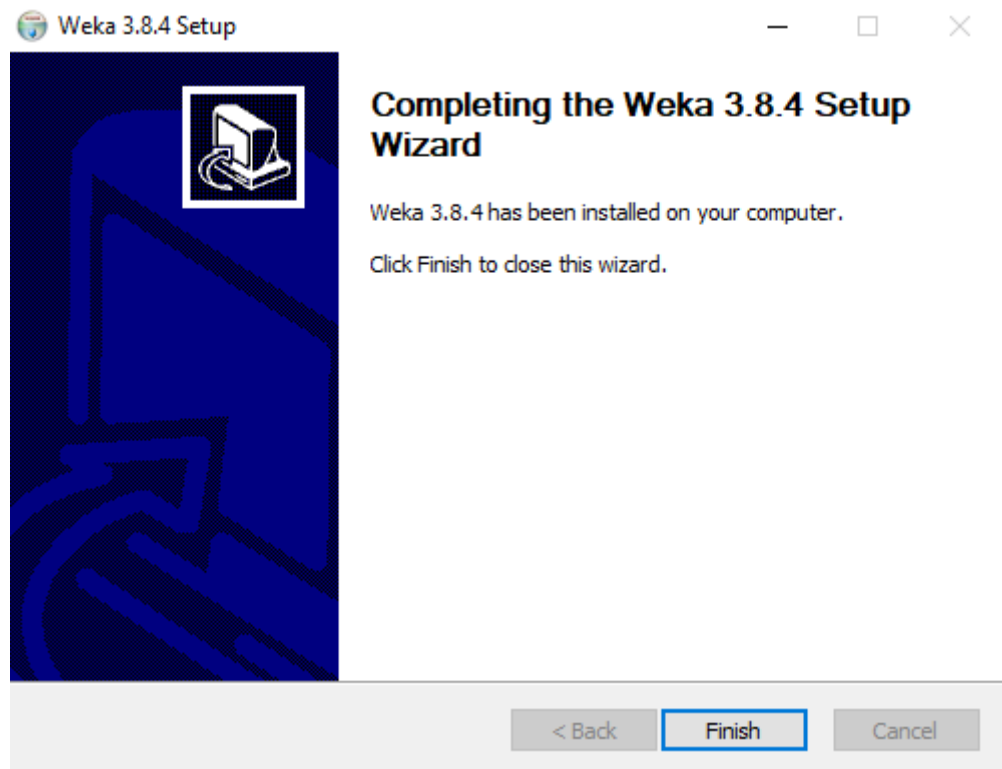 Weka 3.8.4 Setup
Completing the Weka 3.8.4 Setup
Wizard
Weka 3.8.4 has been installed on your computer.
Click Finish to close this wizard.
< Back
Finish
Cancel